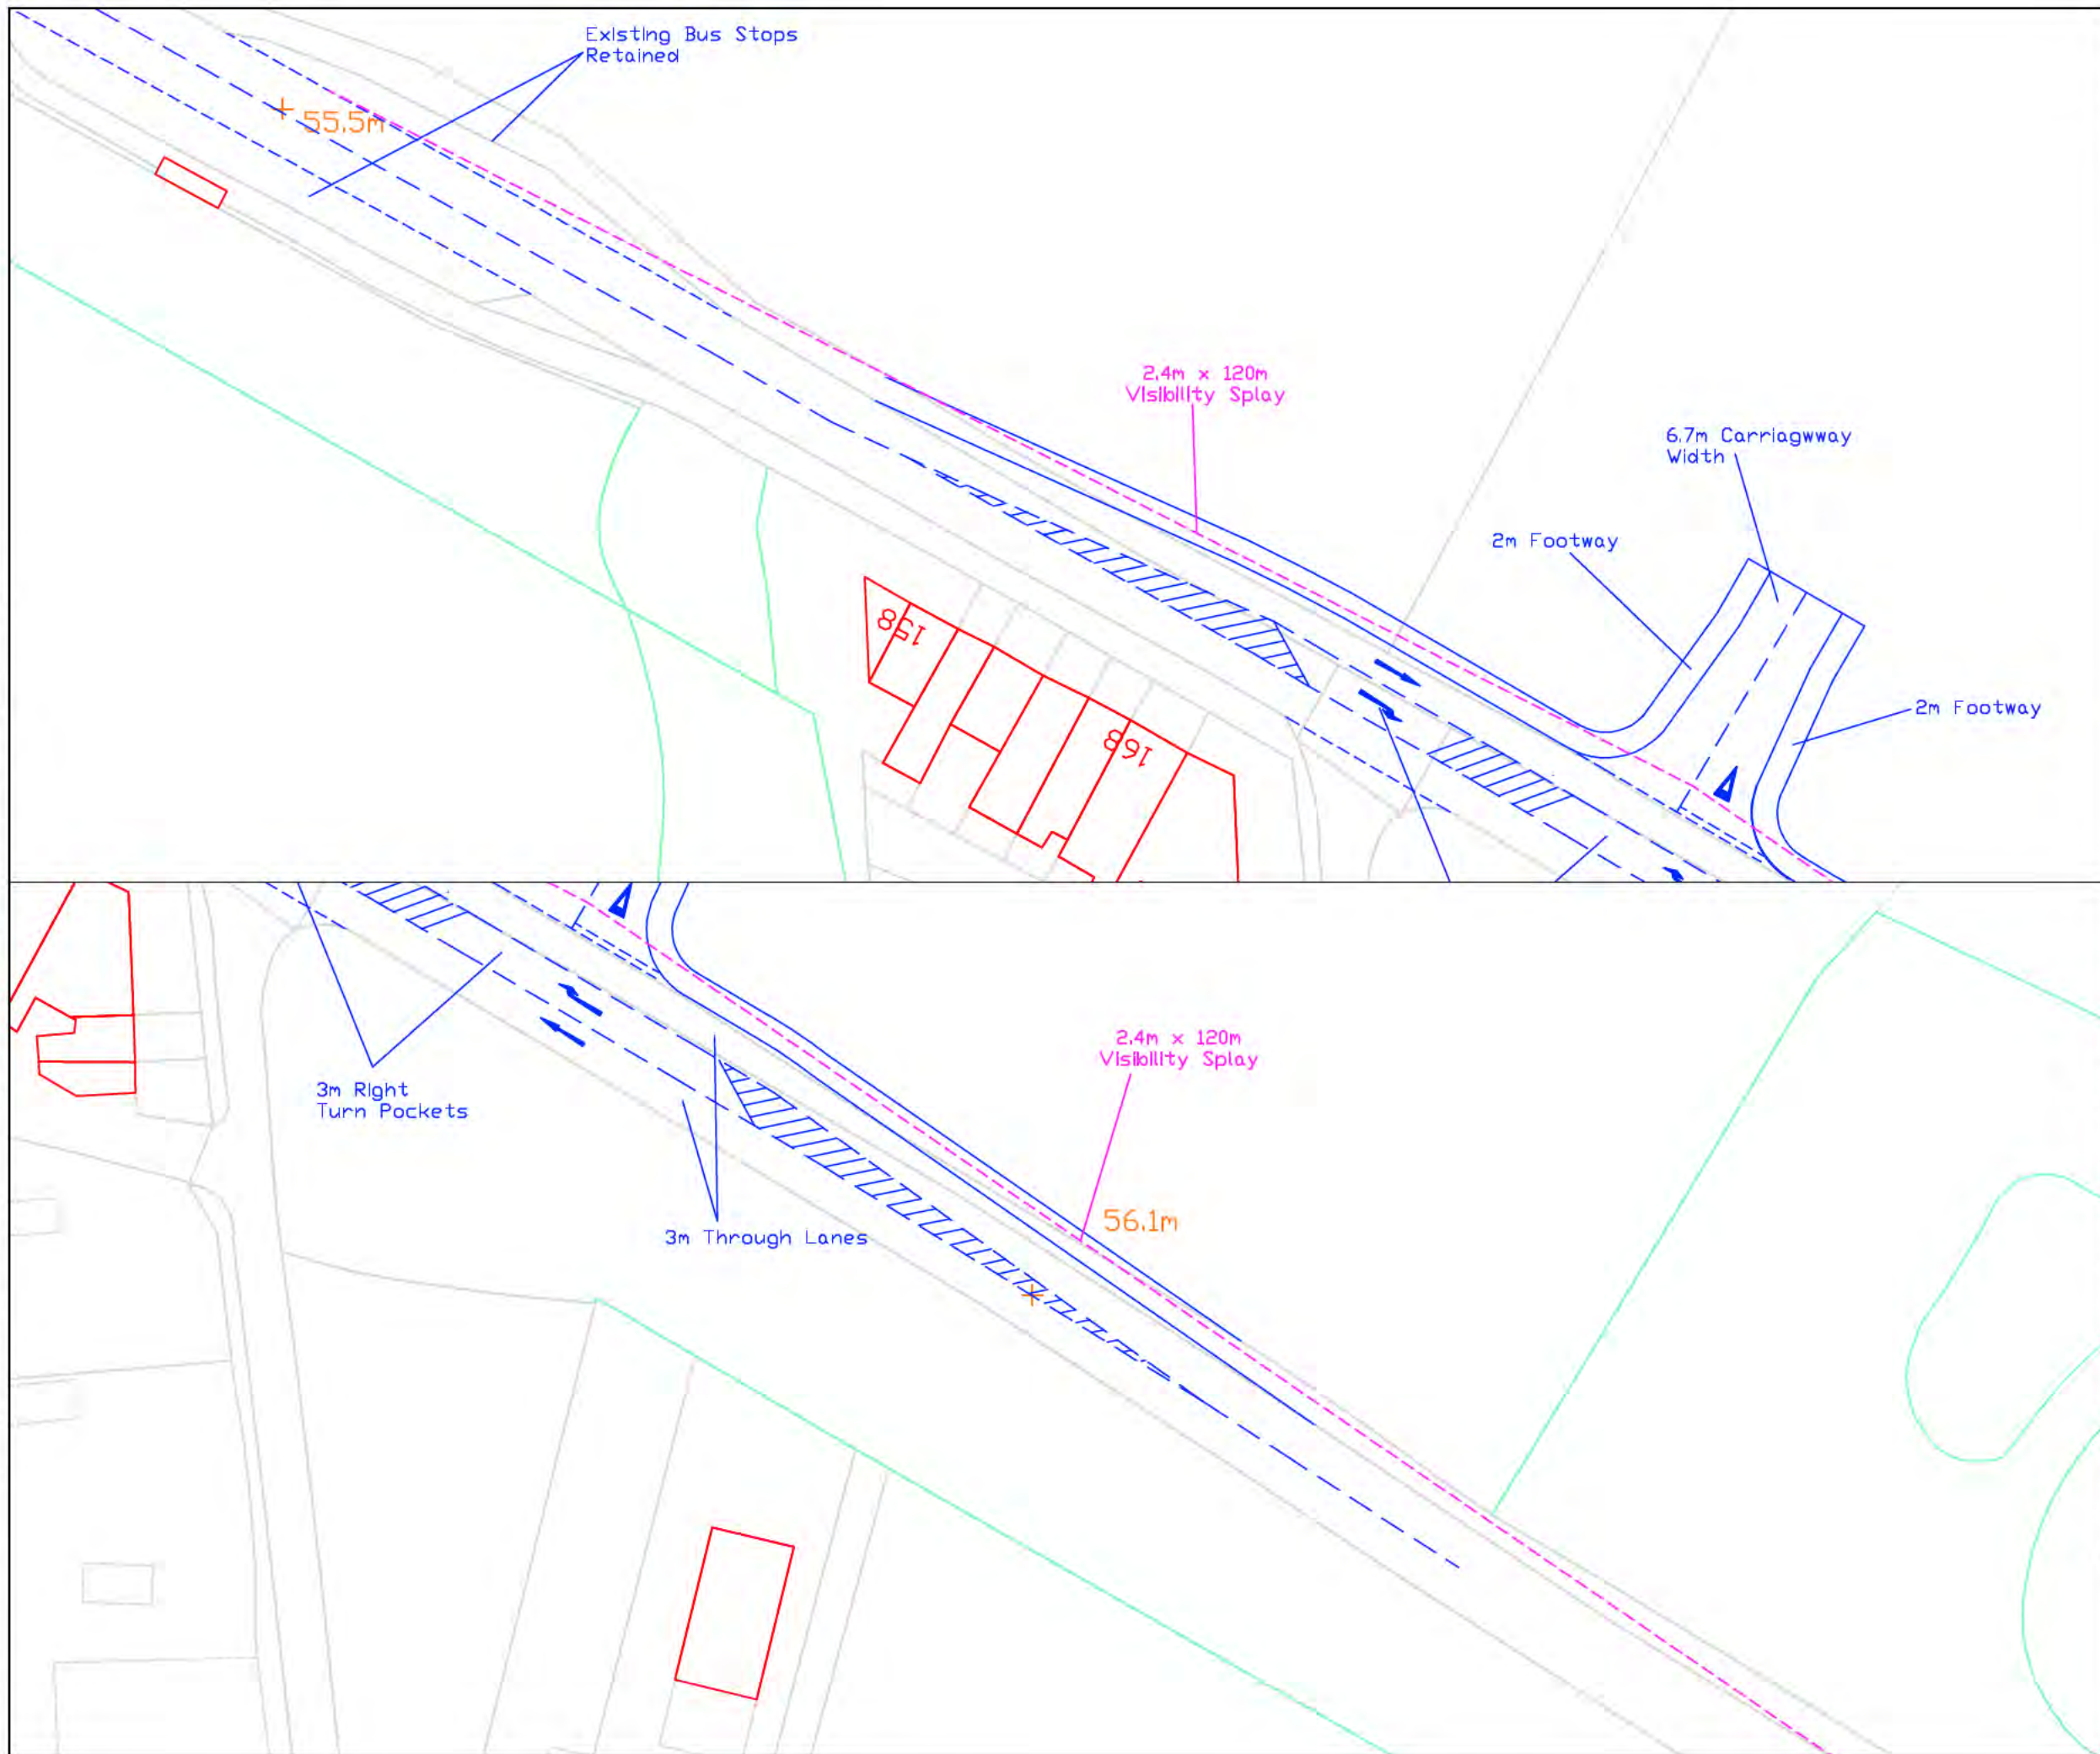 Existing Bus Stops
Retained
55.5m
2.4m x 120m
Visibility Splay
6.7m Carriagwway
Width
2m Footway
2m Footway
158
168
3m Right
Turn Pockets
2.4m x 120m
Visibility Splay
56.1m
3m Through Lanes